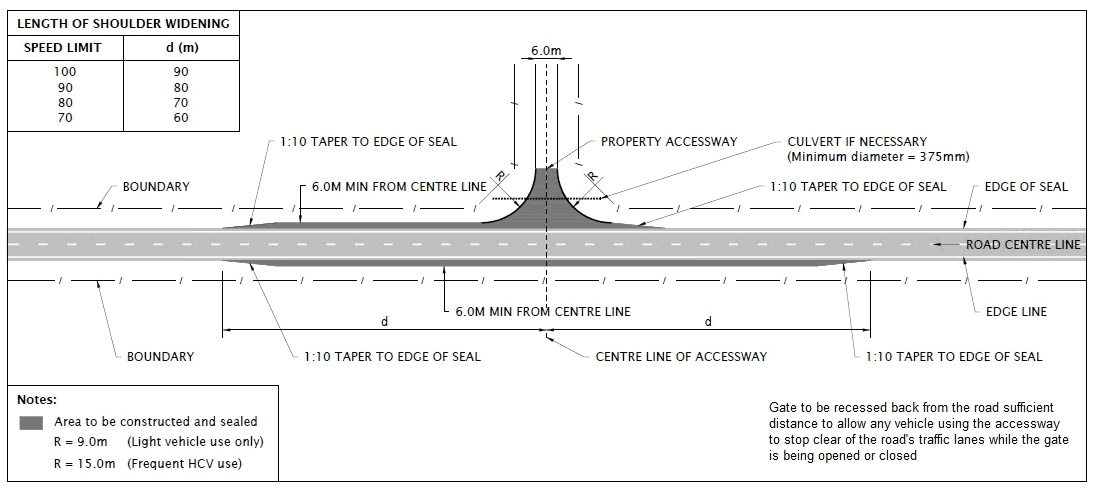 LENGTH OF SHOULDER WIDENING
SPEED LIMIT d (m)
100 90
90 80
80 70
70 60
6.0m
1:10 TAPER TO EDGE OF SEAL
PROPERTY ACCESSWAY
CULVERT IF NECESSARY
(Minimum diameter = 375mm)
BOUNDARY
6.0M MIN FROM CENTRE LINE
R
R
1:10 TAPER TO EDGE OF SEAL
EDGE OF SEAL
ROAD CENTRE LINE
6.0M MIN FROM CENTRE LINE
EDGE LINE
d
d
BOUNDARY
1:10 TAPER TO EDGE OF SEAL
CENTRE LINE OF ACCESSWAY
1:10 TAPER TO EDGE OF SEAL
Notes:
Area to be constructed and sealed
R = 9.0m (Light vehicle use only)
R = 15.0m (Frequent HCV use)
Gate to be recessed back from the road sufficient
distance to allow any vehicle using the accessway
to stop clear of the road's traffic lanes while the gate
is being opened or closed